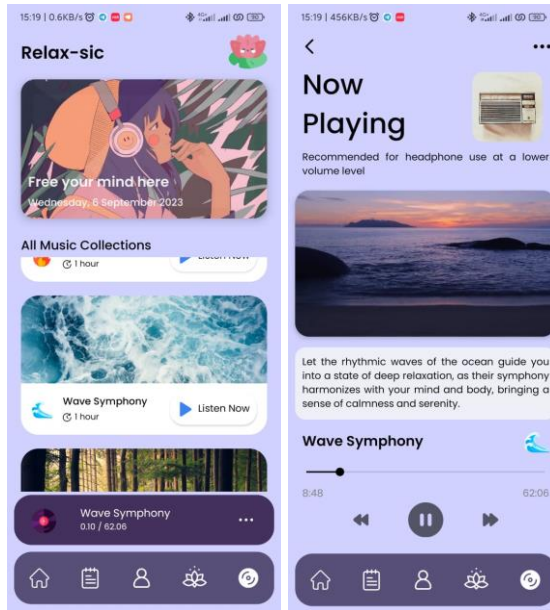 15:19 | 0.6KB/s
90
Relax-sic
Free your mind here
Wednesday, 6 September 2023
All Music Collections
1 hour
Listen Now
Wave Symphony
1 hour
Listen Now
Wave Symphony
0.10 / 62.06
15:19 | 456KB/s
90
Now
Playing
Recommended for headphone use at a lower
volume level
Let the rhythmic waves of the ocean guide you
into a state of deep relaxation, as their symphony
harmonizes with your mind and body, bringing a
sense of calmness and serenity.
Wave Symphony
8:48
62:06